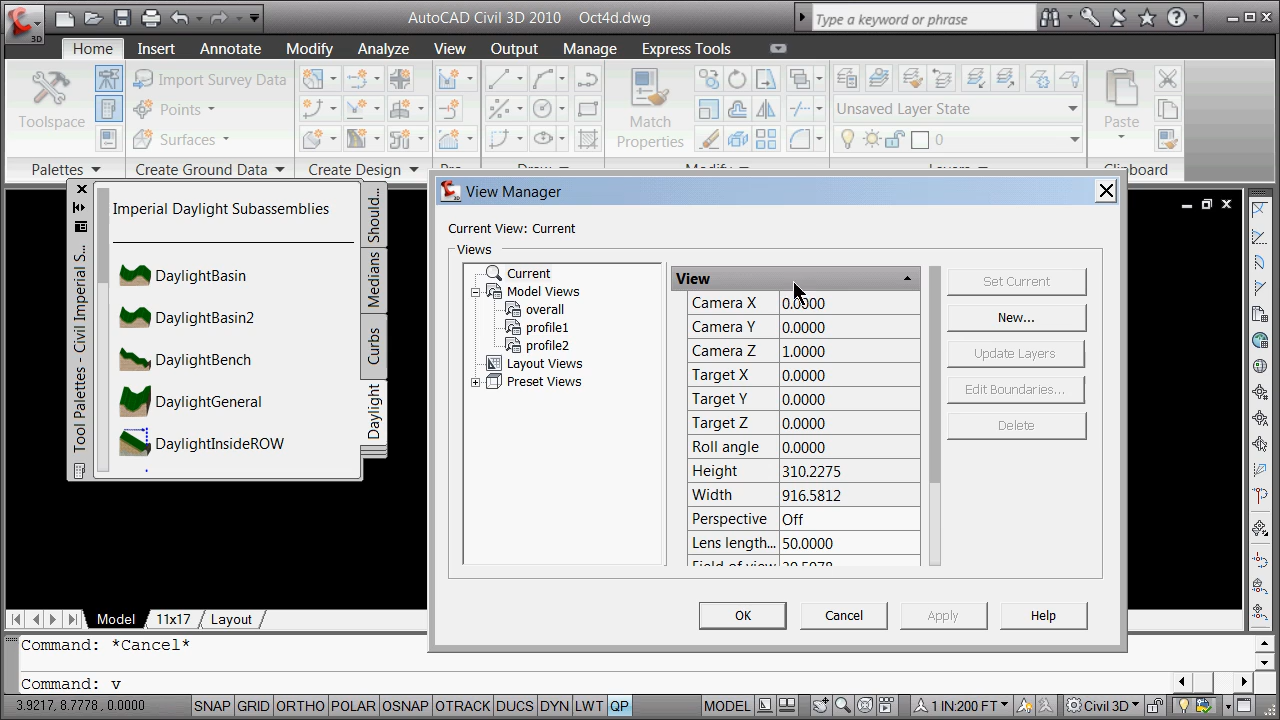 AutoCAD Civil 3D 2010 Oct4d.dwg
Type a keyword or phrase
3D
Home Insert Annotate Modify Analyze View Output Manage Express Tools
Toolspace
Import Survey Data
Points
Surfaces
Match Properties
Unsaved Layer State
0
Paste
Palettes
Create Ground Data
Create Design
Clipboard
Tool Palettes - Civil Imperial S...
Imperial Daylight Subassemblies
DaylightBasin
DaylightBasin2
DaylightBench
DaylightGeneral
DaylightInsideROW
Should...
Medians
Curbs
Daylight
View Manager
Current View: Current
Views
Current
Model Views
overall
profile1
profile2
Layout Views
Preset Views
View
Camera X 0.0000
Camera Y 0.0000
Camera Z 1.0000
Target X 0.0000
Target Y 0.0000
Target Z 0.0000
Roll angle 0.0000
Height 310.2275
Width 916.5812
Perspective Off
Lens length... 50.0000
Field of view
Set Current
New...
Update Layers
Edit Boundaries...
Delete
OK
Cancel
Apply
Help
Model 11x17 Layout
Command: *Cancel*
Command: v
3.9217, 8.7778, 0.0000
SNAP GRID ORTHO POLAR OSNAP OTRACK DUCS DYN LWT QP
MODEL
1 IN:200 FT
Civil 3D